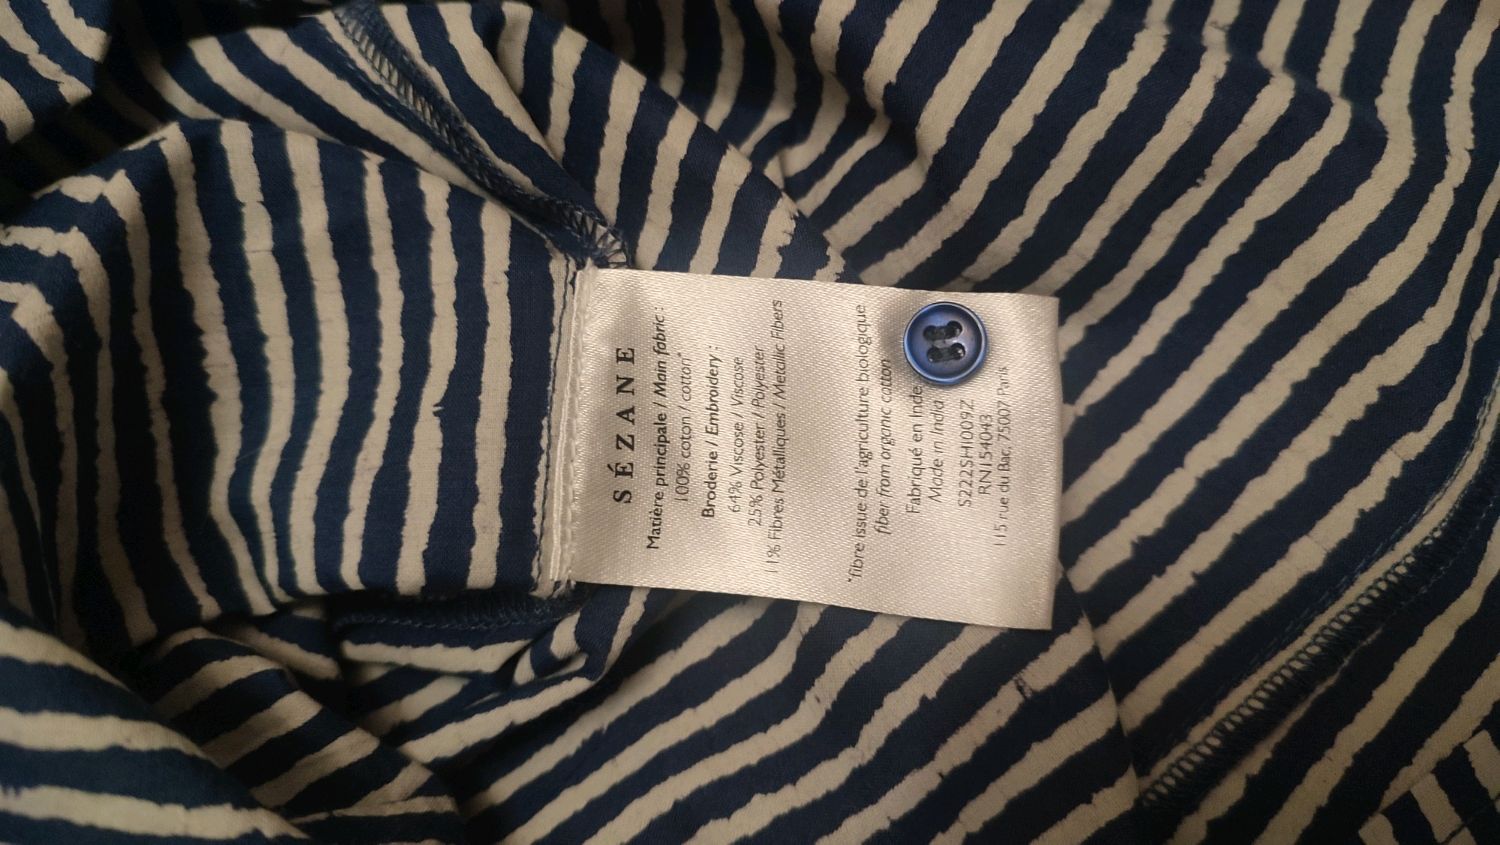 SÉZANE
Matière principale / Main fabric :
100% coton / cotton*
Broderie / Embroidery :
64% Viscose / Viscose
25% Polyester / Polyester
11% Fibres Métalliques / Metallic Fibers
*fibre issue de l'agriculture biologique
fiber from organic cotton
Fabriqué en Inde
Made in India
S222SH1009Z
RN154043
115 rue du Bac, 75007 Paris